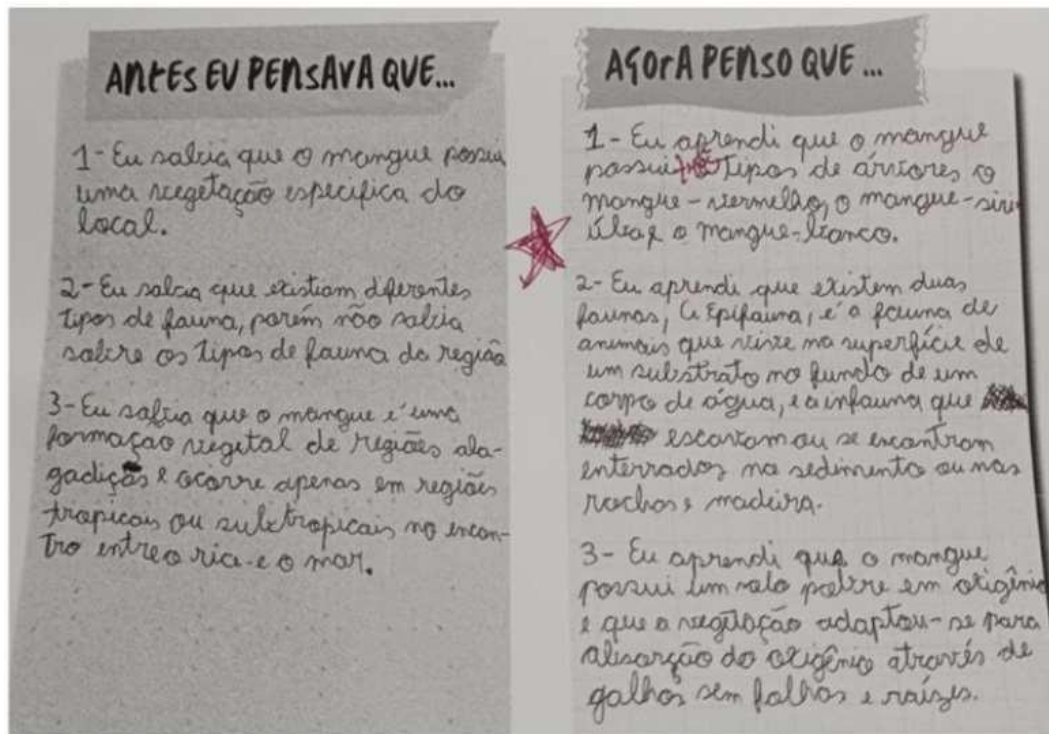 ANTES EU PENSAVA QUE...
1- Eu sabia que o mangue possui
uma vegetação especifica do
local.
2- Eu sabia que existiam diferentes
tipos de fauna, porém não sabia
sobre os tipos de fauna da região
3- Eu sabia que o mangue é uma
formação vegetal de regiões ala-
gadiças e ocorre apenas em regiões
tropicais ou subtropicais no encon-
tro entre o rio e o mar.
AGORA PENSO QUE...
1- Eu aprendi que o mangue
possui três tipos de árvores o
mangue-vermelho, o mangue-siri
úba e o mangue-branco.
2- Eu aprendi que existem duas
faunas, a Epifauna, é a fauna de
animais que vive na superfície de
um substrato no fundo de um
corpo de água, e a infauna que
escavam ou se encontram
enterrados no sedimento ou nas
rochas e madeira.
3- Eu aprendi que o mangue
possui um solo pobre em oxigênio
e que a vegetação adaptou-se para
absorção do oxigênio através de
galhos sem folhas e raízes.